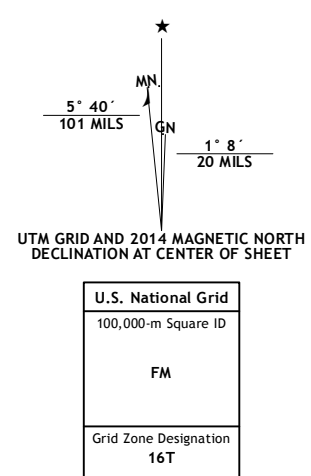 ★
MN.
5° 40´
101 MILS
GN
1° 8´
20 MILS
UTM GRID AND 2014 MAGNETIC NORTH
DECLINATION AT CENTER OF SHEET
U.S. National Grid
100,000-m Square ID
FM
Grid Zone Designation
16T